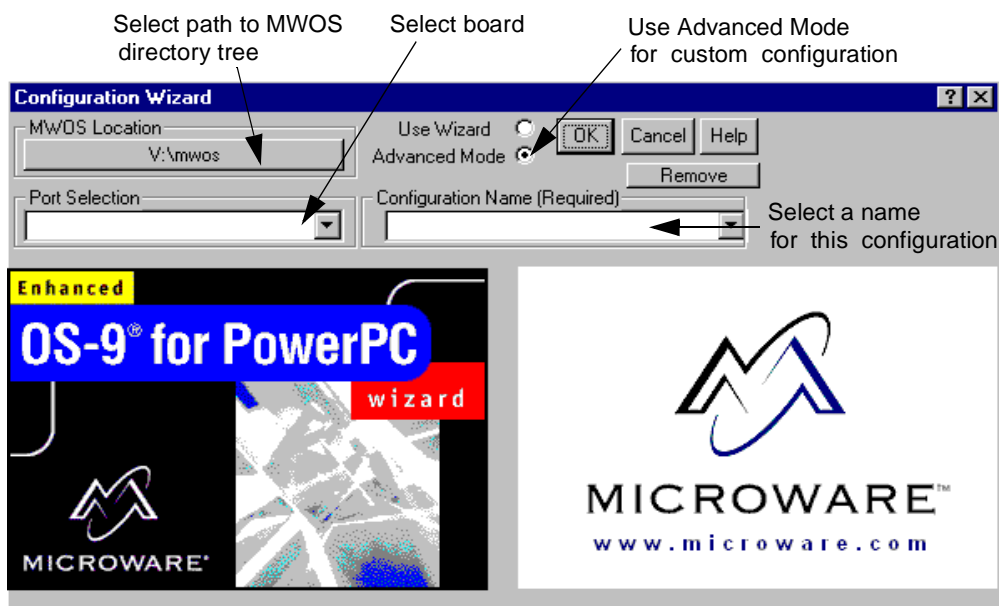 Select path to MWOS
directory tree
Select board
Use Advanced Mode
for custom configuration
Configuration Wizard
MWOS Location
V:\mwos
Use Wizard
Advanced Mode
OK
Cancel
Help
Remove
Port Selection
Configuration Name (Required)
Select a name
for this configuration
Enhanced
OS-9® for PowerPC
wizard
MICROWARE®
MICROWARE™
www.microware.com